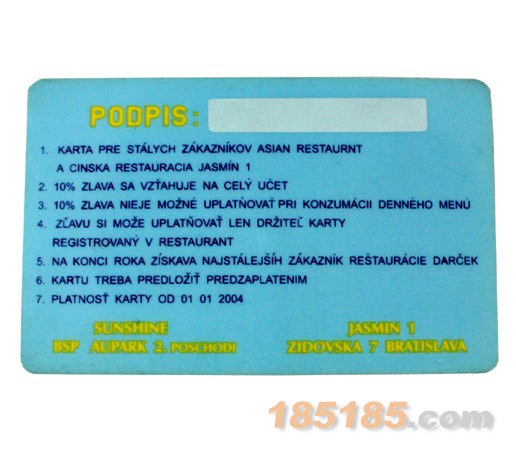 PODPIS:
1. KARTA PRE STÁLYCH ZÁKAZNÍKOV ASIAN RESTAURNT
A CINSKA RESTAURACIA JASMÍN 1
2. 10% ZLAVA SA VZŤAHUJE NA CELÝ UČET
3. 10% ZLAVA NIEJE MOŽNÉ UPLATŇOVAŤ PRI KONZUMÁCII DENNÉHO MENÚ
4. ZĽAVU SI MOŽE UPLATŇOVAŤ LEN DRŽITEĽ KARTY
REGISTROVANÝ V RESTAURANT
5. NA KONCI ROKA ZÍSKAVA NAJSTÁLEJŠÍH ZÁKAZNÍK REŠTAURÁCIE DARČEK
6. KARTU TREBA PREDLOŽIŤ PREDZAPLATENIM
7. PLATNOSŤ KARTY OD 01 01 2004
SUNSHINE JASMIN 1
BSP AUPARK 2. POSCHODI ZIDOVSKA 7 BRATISLAVA
185185.com